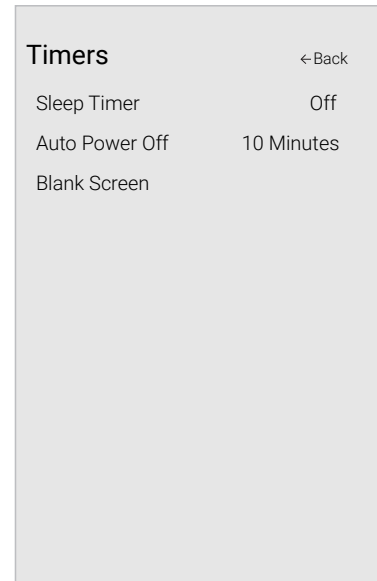 Timers ←Back
Sleep Timer Off
Auto Power Off 10 Minutes
Blank Screen